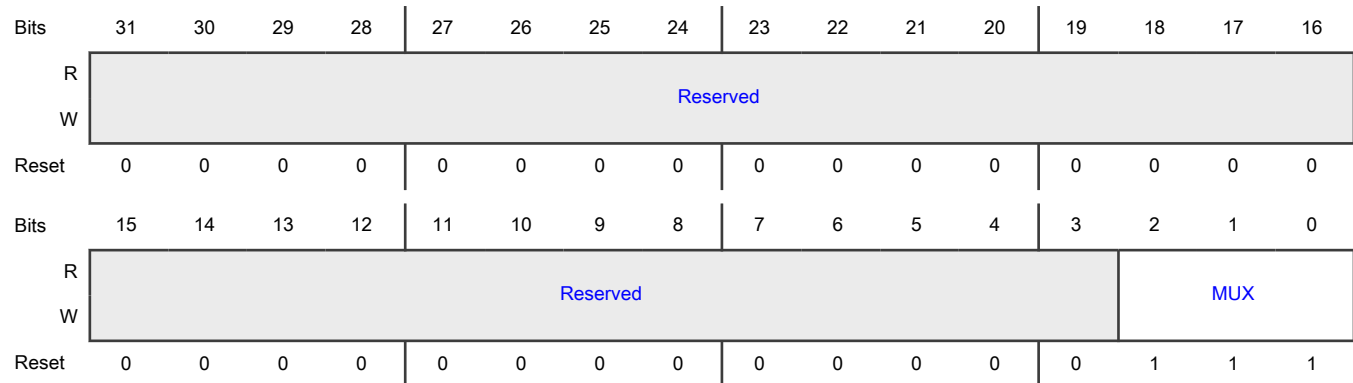 Bits 31 30 29 28 27 26 25 24 23 22 21 20 19 18 17 16
R
Reserved
W
Reset 0 0 0 0 0 0 0 0 0 0 0 0 0 0 0 0
Bits 15 14 13 12 11 10 9 8 7 6 5 4 3 2 1 0
R
Reserved MUX
W
Reset 0 0 0 0 0 0 0 0 0 0 0 0 0 1 1 1